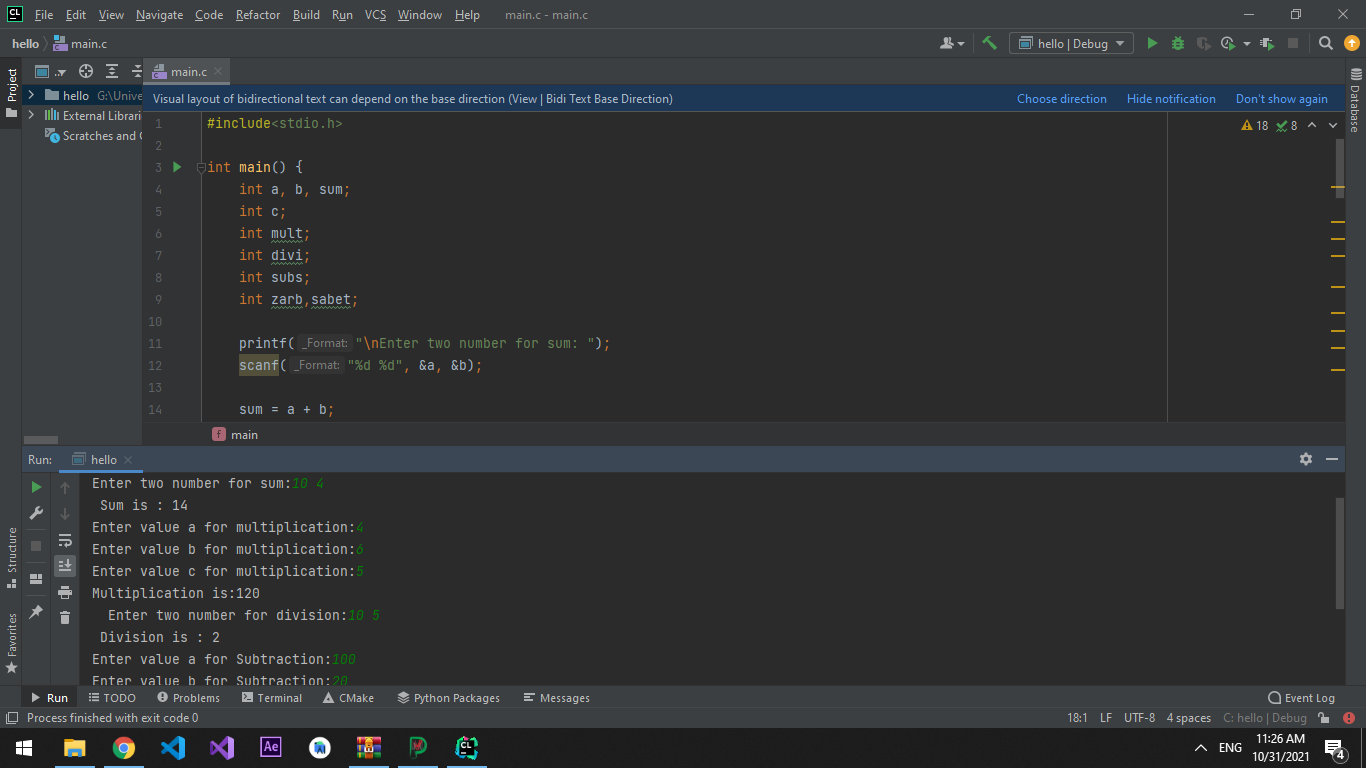 File Edit View Navigate Code Refactor Build Run VCS Window Help main.c - main.c
hello main.c
hello | Debug
Project
main.c
hello G:\Unive
External Librari
Scratches and C
Visual layout of bidirectional text can depend on the base direction (View | Bidi Text Base Direction) Choose direction Hide notification Don't show again
18 8
1 #include<stdio.h>
2
3 int main() {
4 int a, b, sum;
5 int c;
6 int mult;
7 int divi;
8 int subs;
9 int zarb,sabet;
10
11 printf( _Format: "\nEnter two number for sum: ");
12 scanf( _Format: "%d %d", &a, &b);
13
14 sum = a + b;
f main
Database
Run: hello
Enter two number for sum:10 4
Sum is : 14
Enter value a for multiplication:4
Enter value b for multiplication:6
Enter value c for multiplication:5
Multiplication is:120
Enter two number for division:10 5
Division is : 2
Enter value a for Subtraction:100
Enter value b for Subtraction:20
Structure
Favorites
Run TODO Problems Terminal CMake Python Packages Messages Event Log
Process finished with exit code 0 18:1 LF UTF-8 4 spaces C: hello | Debug
Ae CL ENG 11:26 AM
10/31/2021 4